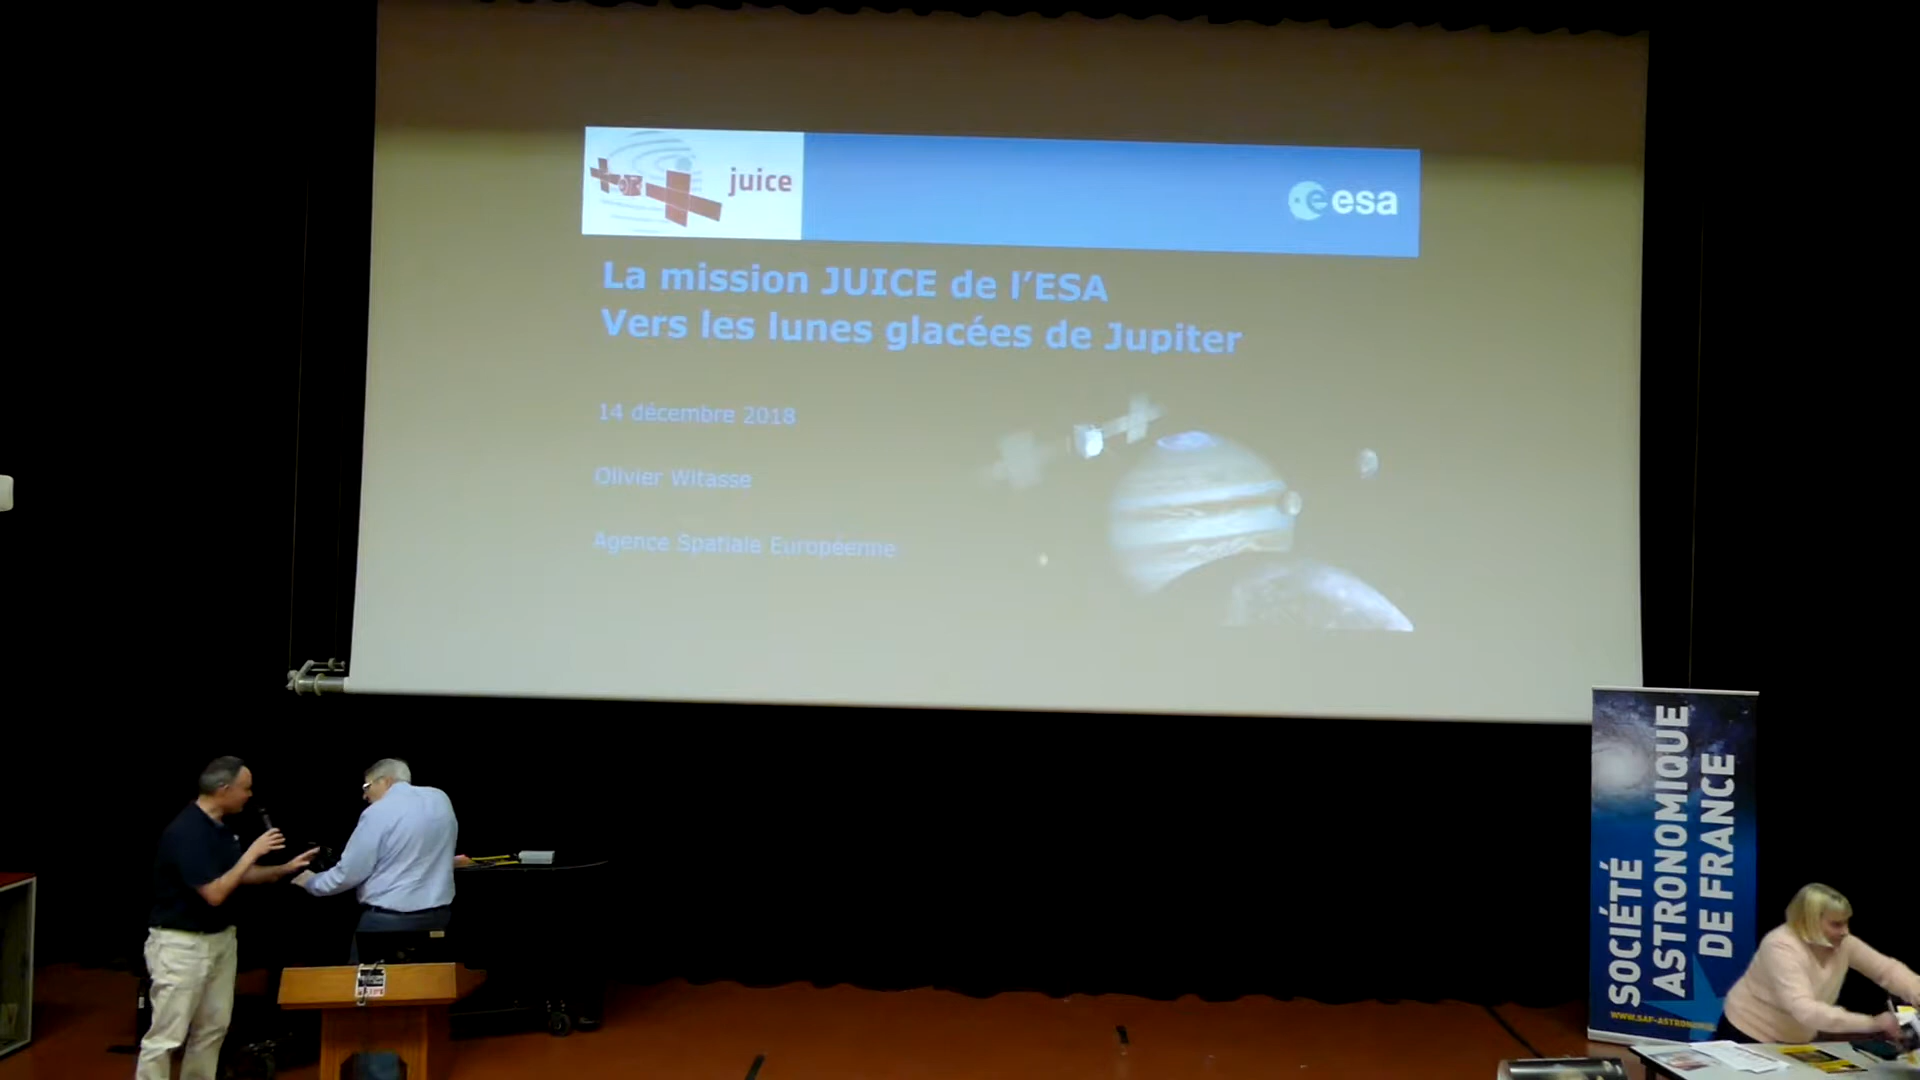 juice
esa
La mission JUICE de l'ESA
Vers les lunes glacées de Jupiter
14 décembre 2018
Olivier Witasse
Agence Spatiale Européenne
SOCIÉTÉ
ASTRONOMIQUE
DE FRANCE